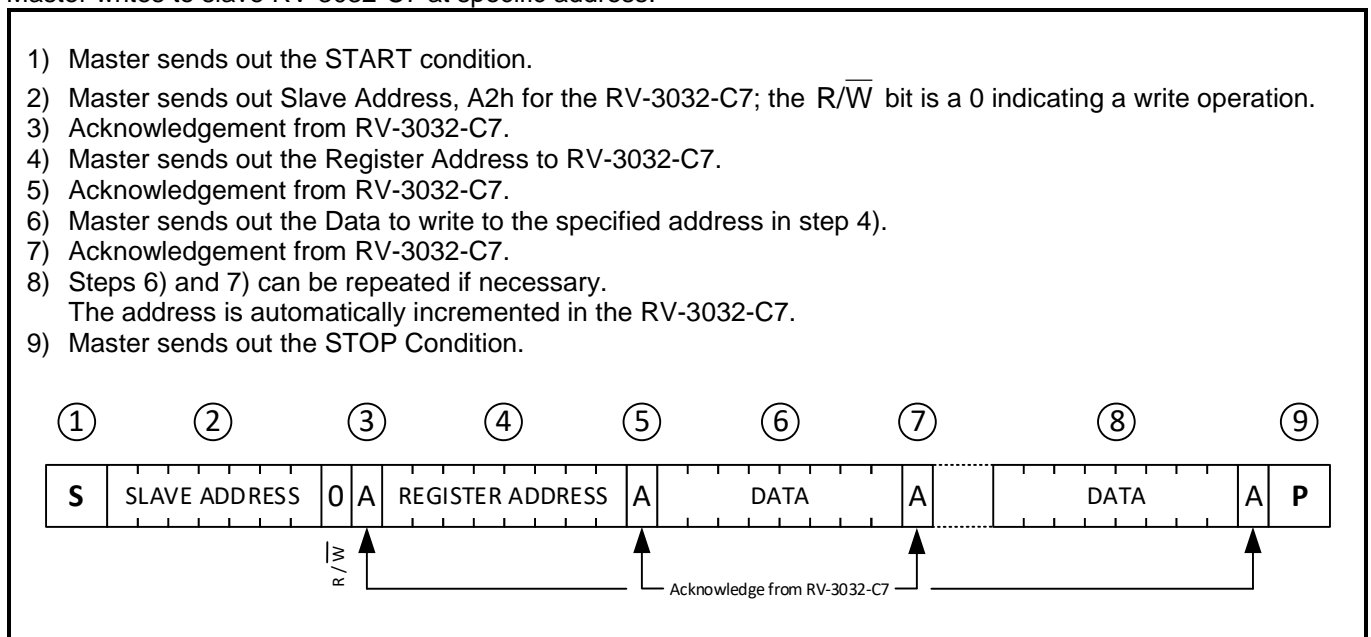 Master writes to slave RV-3032-C7 at specific address:
1) Master sends out the START condition.
2) Master sends out Slave Address, A2h for the RV-3032-C7; the R/W̅ bit is a 0 indicating a write operation.
3) Acknowledgement from RV-3032-C7.
4) Master sends out the Register Address to RV-3032-C7.
5) Acknowledgement from RV-3032-C7.
6) Master sends out the Data to write to the specified address in step 4).
7) Acknowledgement from RV-3032-C7.
8) Steps 6) and 7) can be repeated if necessary.
The address is automatically incremented in the RV-3032-C7.
9) Master sends out the STOP Condition.
① ② ③ ④ ⑤ ⑥ ⑦ ⑧ ⑨
S SLAVE ADDRESS 0 A REGISTER ADDRESS A DATA A DATA A P
R/W̅
Acknowledge from RV-3032-C7